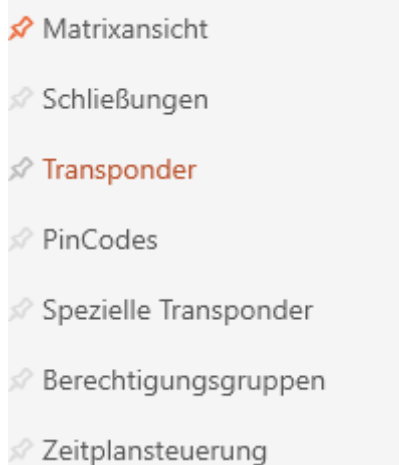 Matrixansicht
Schließungen
Transponder
PinCodes
Spezielle Transponder
Berechtigungsgruppen
Zeitplansteuerung